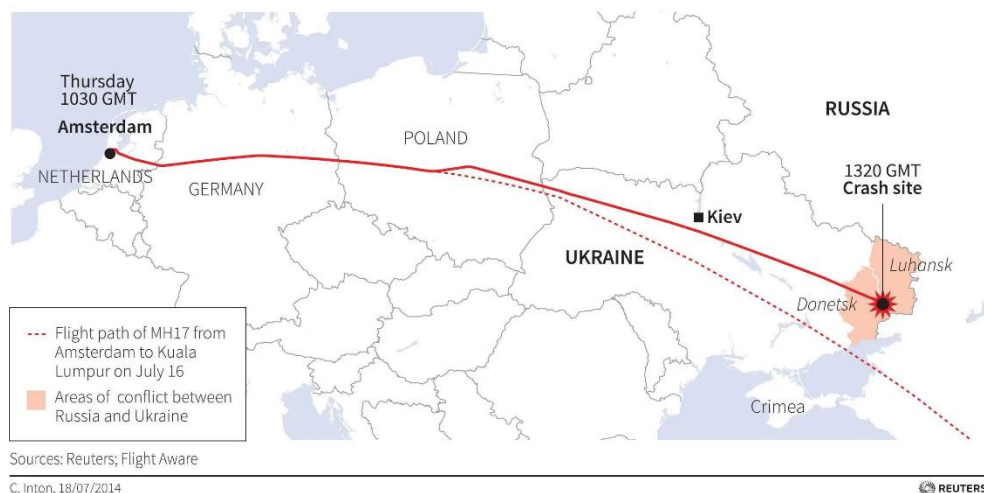 Thursday
1030 GMT
Amsterdam
NETHERLANDS
GERMANY
POLAND
RUSSIA
1320 GMT
Crash site
Kiev
UKRAINE
Luhansk
Donetsk
Crimea
Flight path of MH17 from
Amsterdam to Kuala
Lumpur on July 16
Areas of conflict between
Russia and Ukraine
Sources: Reuters; Flight Aware
C. Inton, 18/07/2014
REUTERS